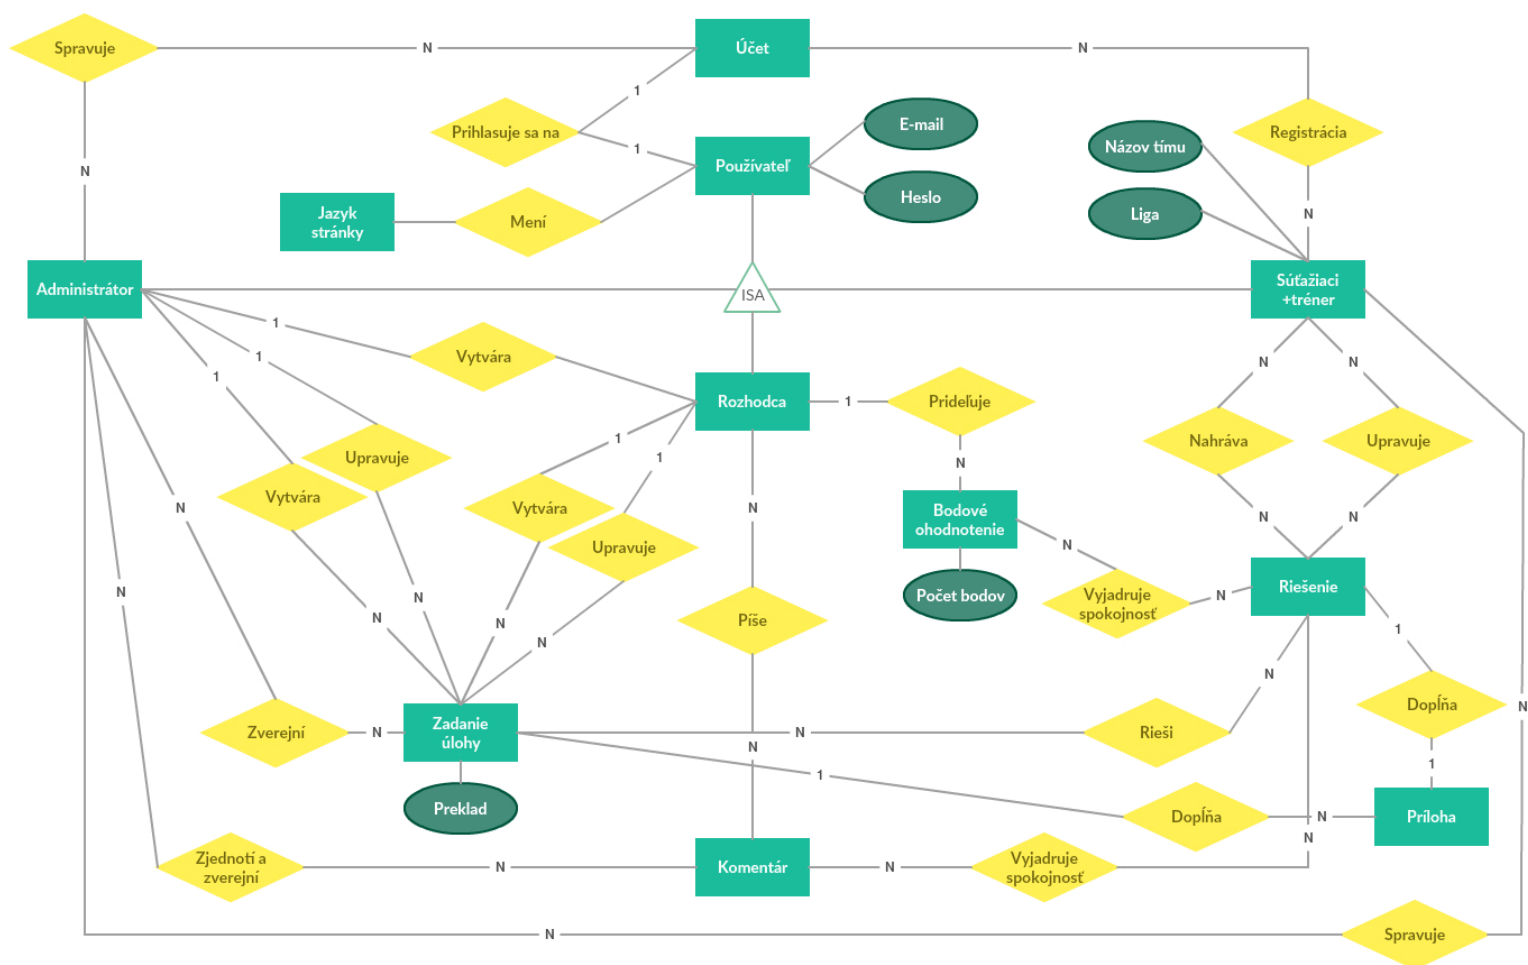 Spravuje
N
Účet
N
1
Prihlasuje sa na
E-mail
Registrácia
Názov tímu
1
Používateľ
N
Heslo
Jazyk
stránky
Mení
Liga
N
Administrátor
ISA
Súťažiaci
+tréner
1
1
Vytvára
N
N
1
Rozhodca
1
Prideľuje
1
Nahráva
Upravuje
Upravuje
1
N
Vytvára
N
Vytvára
N
Bodové
ohodnotenie
N
N
Upravuje
N
Riešenie
N
N
Počet bodov
Vyjadruje
spokojnosť
N
N
N
N
Píše
1
N
N
Dopĺňa
N
Zverejní
N
Zadanie
úlohy
N
Rieši
N
1
1
Preklad
Dopĺňa
N
Príloha
N
Zjednotí a
zverejní
N
Komentár
N
Vyjadruje
spokojnosť
N
Spravuje